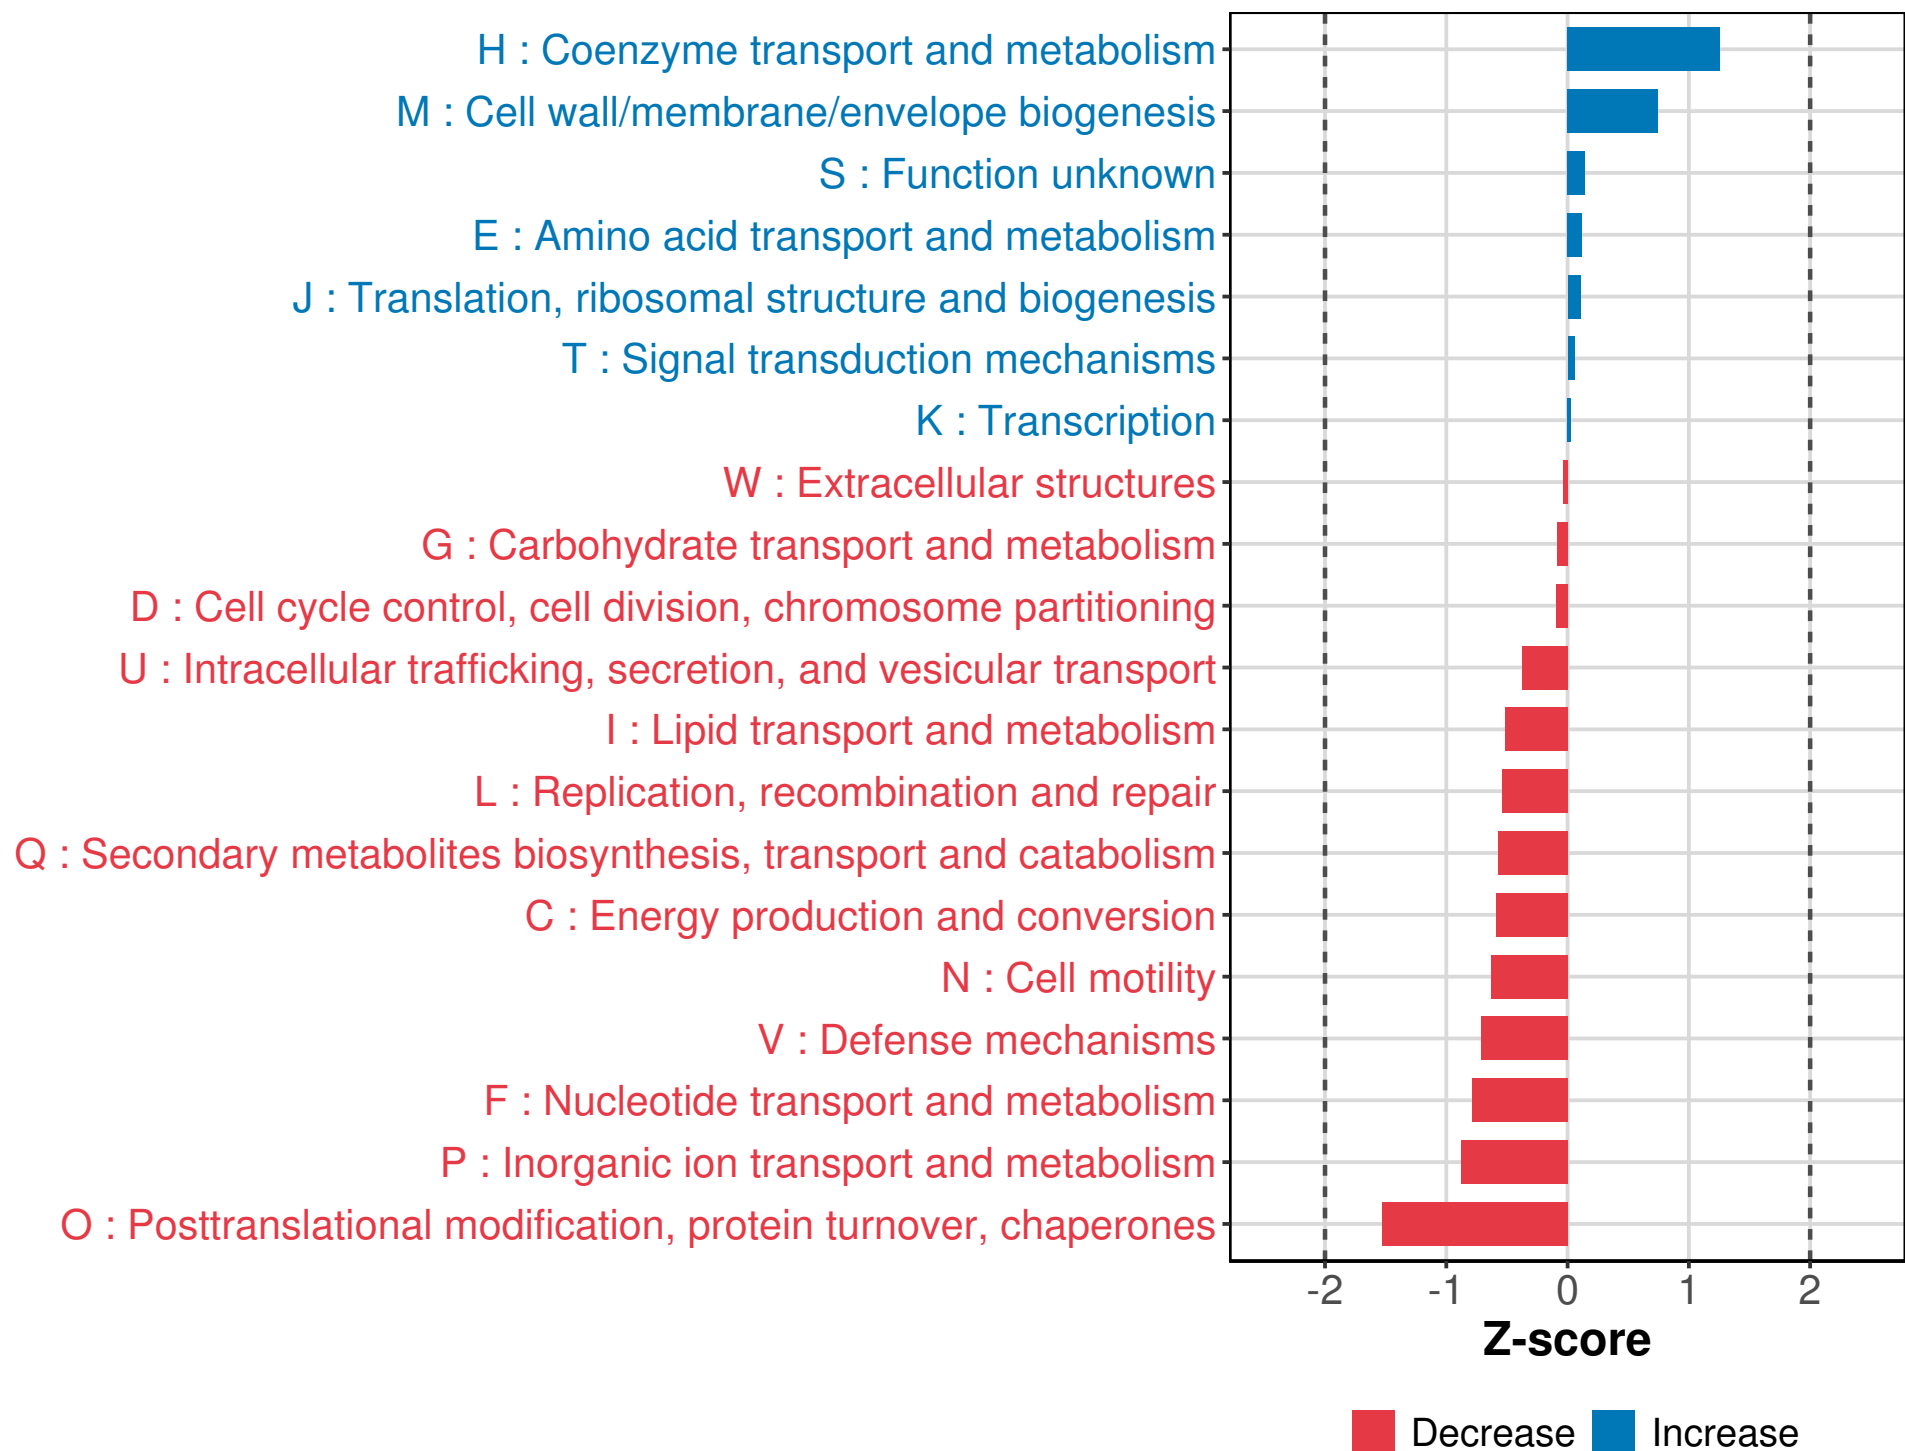 H : Coenzyme transport and metabolism
M : Cell wall/membrane/envelope biogenesis
S : Function unknown
E : Amino acid transport and metabolism
J : Translation, ribosomal structure and biogenesis
T : Signal transduction mechanisms
K : Transcription
W : Extracellular structures
G : Carbohydrate transport and metabolism
D : Cell cycle control, cell division, chromosome partitioning
U : Intracellular trafficking, secretion, and vesicular transport
I : Lipid transport and metabolism
L : Replication, recombination and repair
Q : Secondary metabolites biosynthesis, transport and catabolism
C : Energy production and conversion
N : Cell motility
V : Defense mechanisms
F : Nucleotide transport and metabolism
P : Inorganic ion transport and metabolism
O : Posttranslational modification, protein turnover, chaperones
-2 -1 0 1 2
Z-score
Decrease Increase